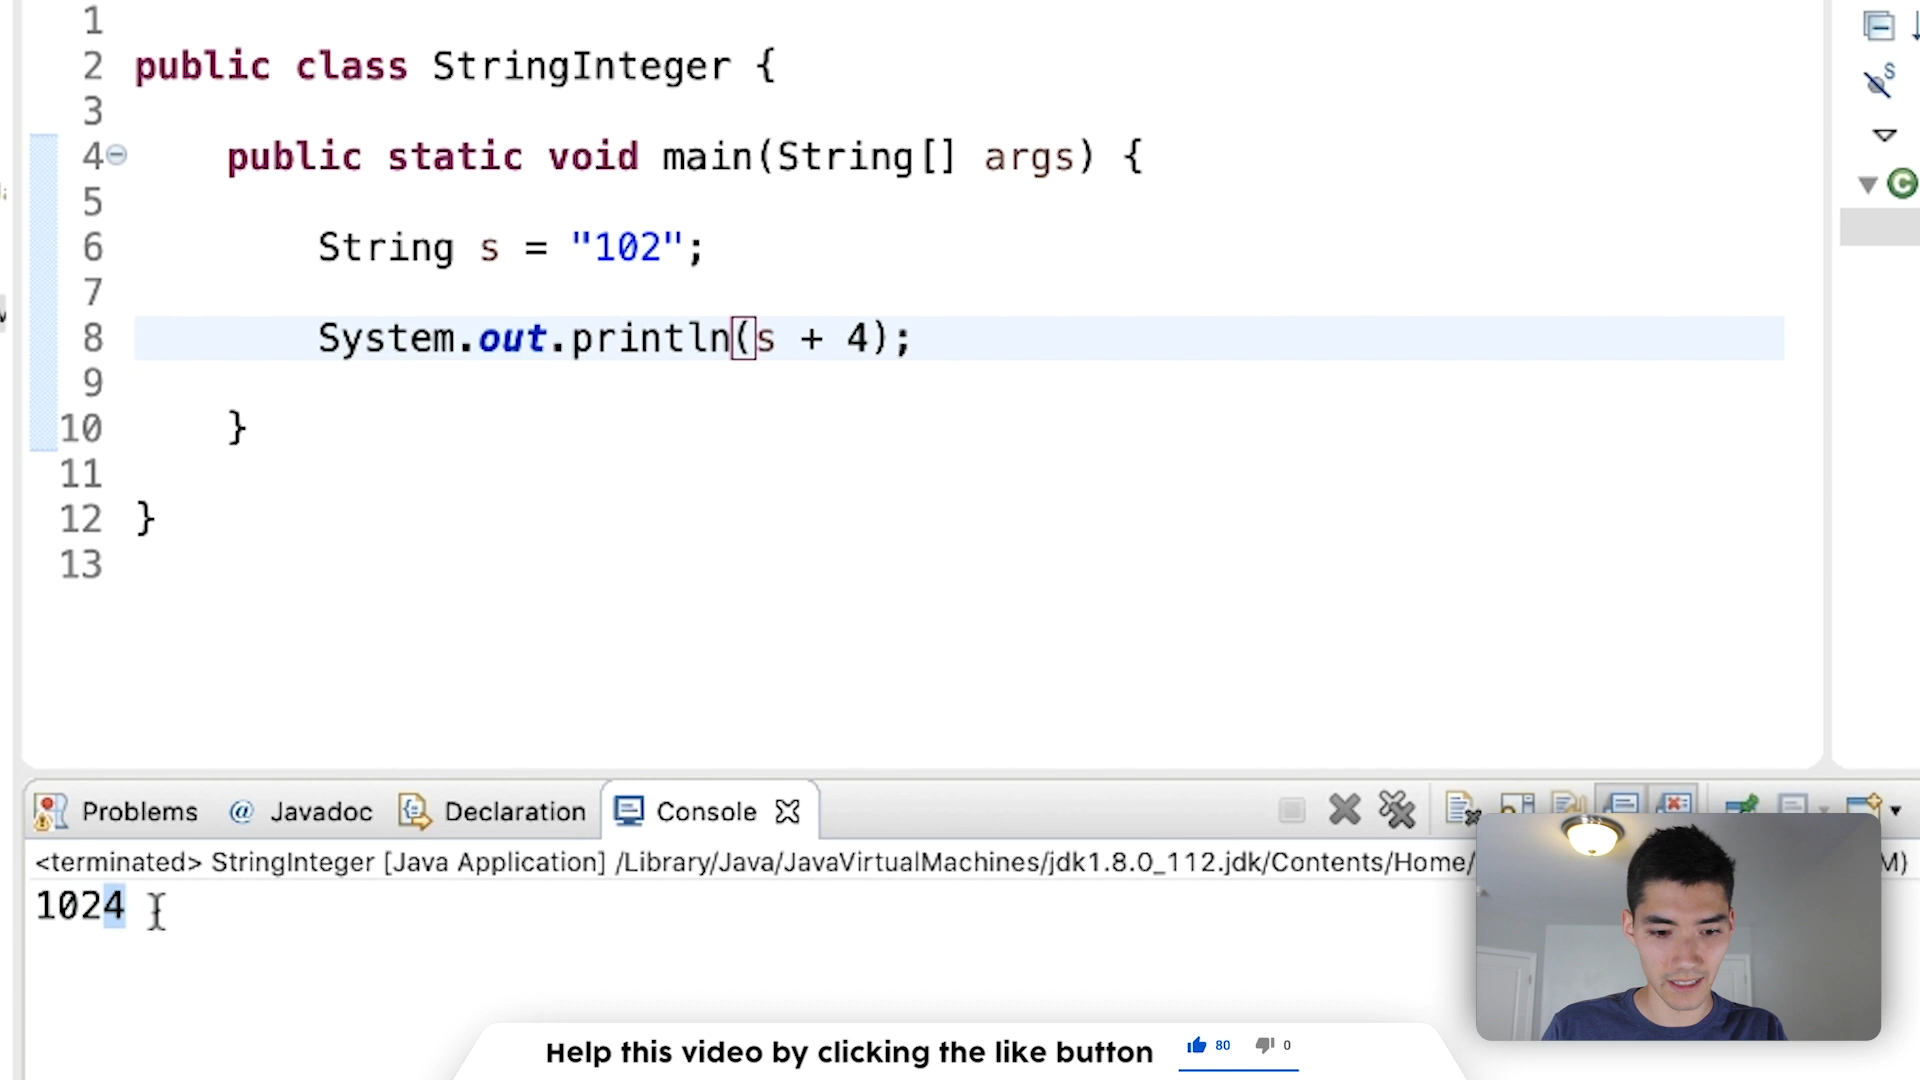 1
2 public class StringInteger {
3
4 public static void main(String[] args) {
5
6 String s = "102";
7
8 System.out.println(s + 4);
9
10 }
11
12 }
13
Problems @ Javadoc Declaration Console
<terminated> StringInteger [Java Application] /Library/Java/JavaVirtualMachines/jdk1.8.0_112.jdk/Contents/Home/ M)
1024
Help this video by clicking the like button 80 0